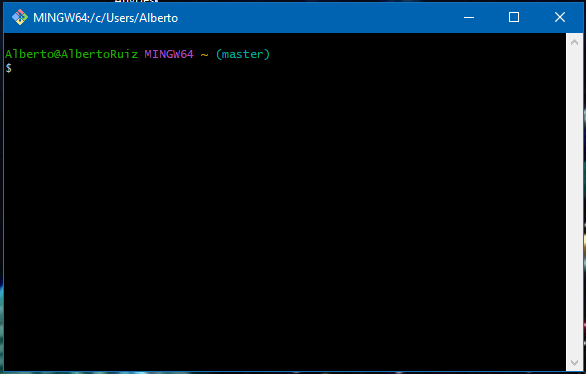 MINGW64:/c/Users/Alberto
Alberto@AlbertoRuiz MINGW64 ~ (master)
$